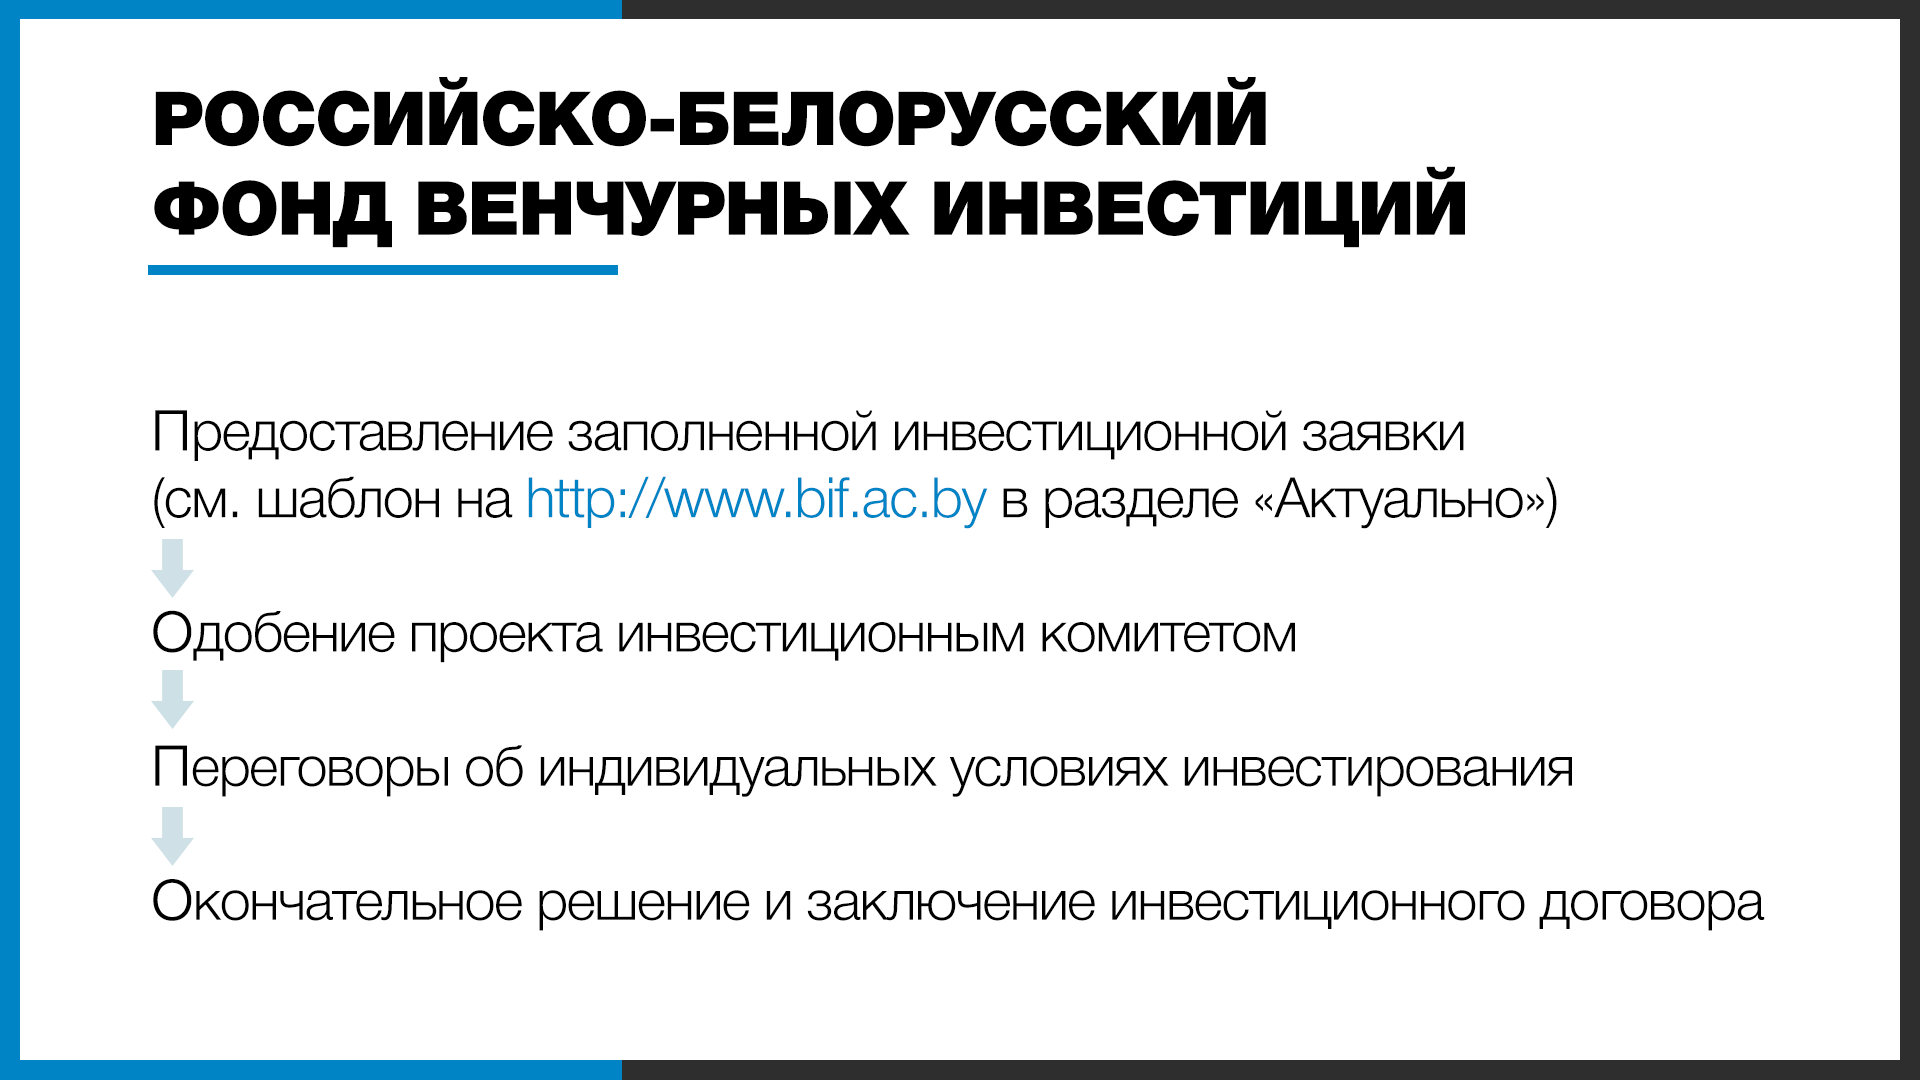 РОССИЙСКО-БЕЛОРУССКИЙ
ФОНД ВЕНЧУРНЫХ ИНВЕСТИЦИЙ
Предоставление заполненной инвестиционной заявки
(см. шаблон на http://www.bif.ac.by в разделе «Актуально»)
Одобение проекта инвестиционным комитетом
Переговоры об индивидуальных условиях инвестирования
Окончательное решение и заключение инвестиционного договора